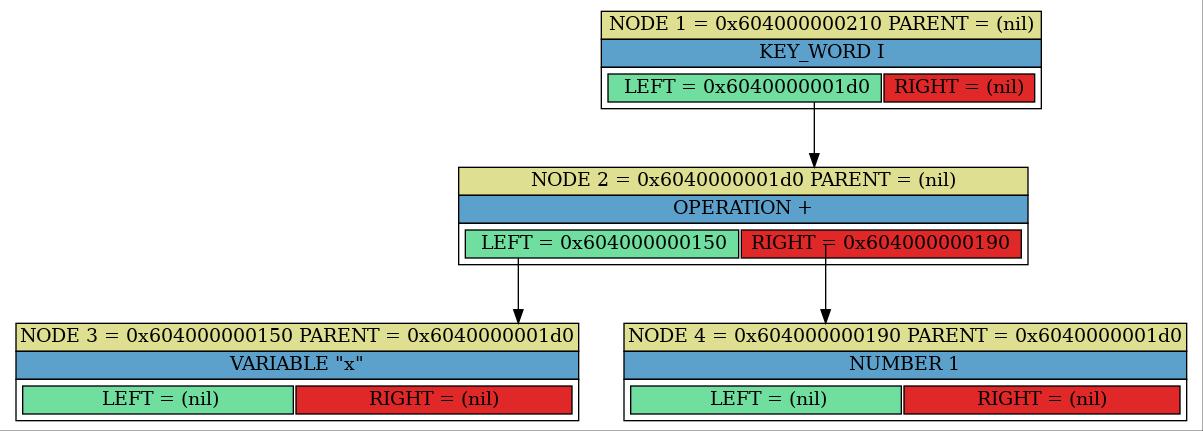 NODE 1 = 0x604000000210 PARENT = (nil)
KEY_WORD I
LEFT = 0x6040000001d0 RIGHT = (nil)
NODE 2 = 0x6040000001d0 PARENT = (nil)
OPERATION +
LEFT = 0x604000000150 RIGHT = 0x604000000190
NODE 3 = 0x604000000150 PARENT = 0x6040000001d0
VARIABLE "x"
LEFT = (nil) RIGHT = (nil)
NODE 4 = 0x604000000190 PARENT = 0x6040000001d0
NUMBER 1
LEFT = (nil) RIGHT = (nil)